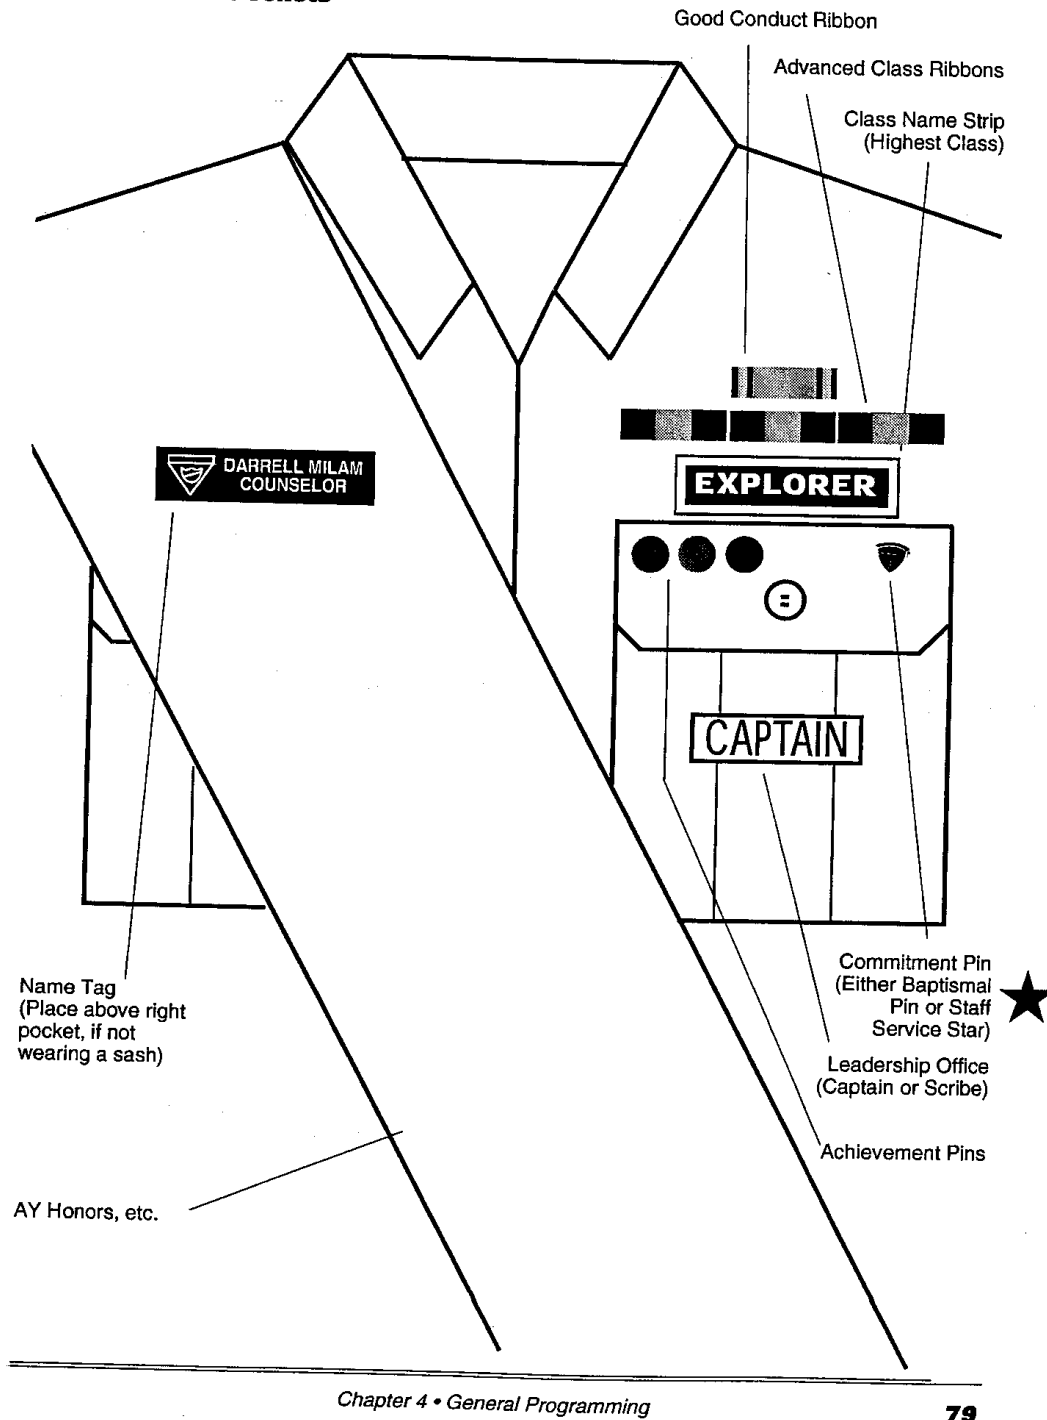 Good Conduct Ribbon
Advanced Class Ribbons
Class Name Strip
(Highest Class)
DARRELL MILAM
COUNSELOR
EXPLORER
CAPTAIN
Name Tag
(Place above right
pocket, if not
wearing a sash)
Commitment Pin
(Either Baptismal
Pin or Staff
Service Star)
Leadership Office
(Captain or Scribe)
Achievement Pins
AY Honors, etc.
Chapter 4 • General Programming
79